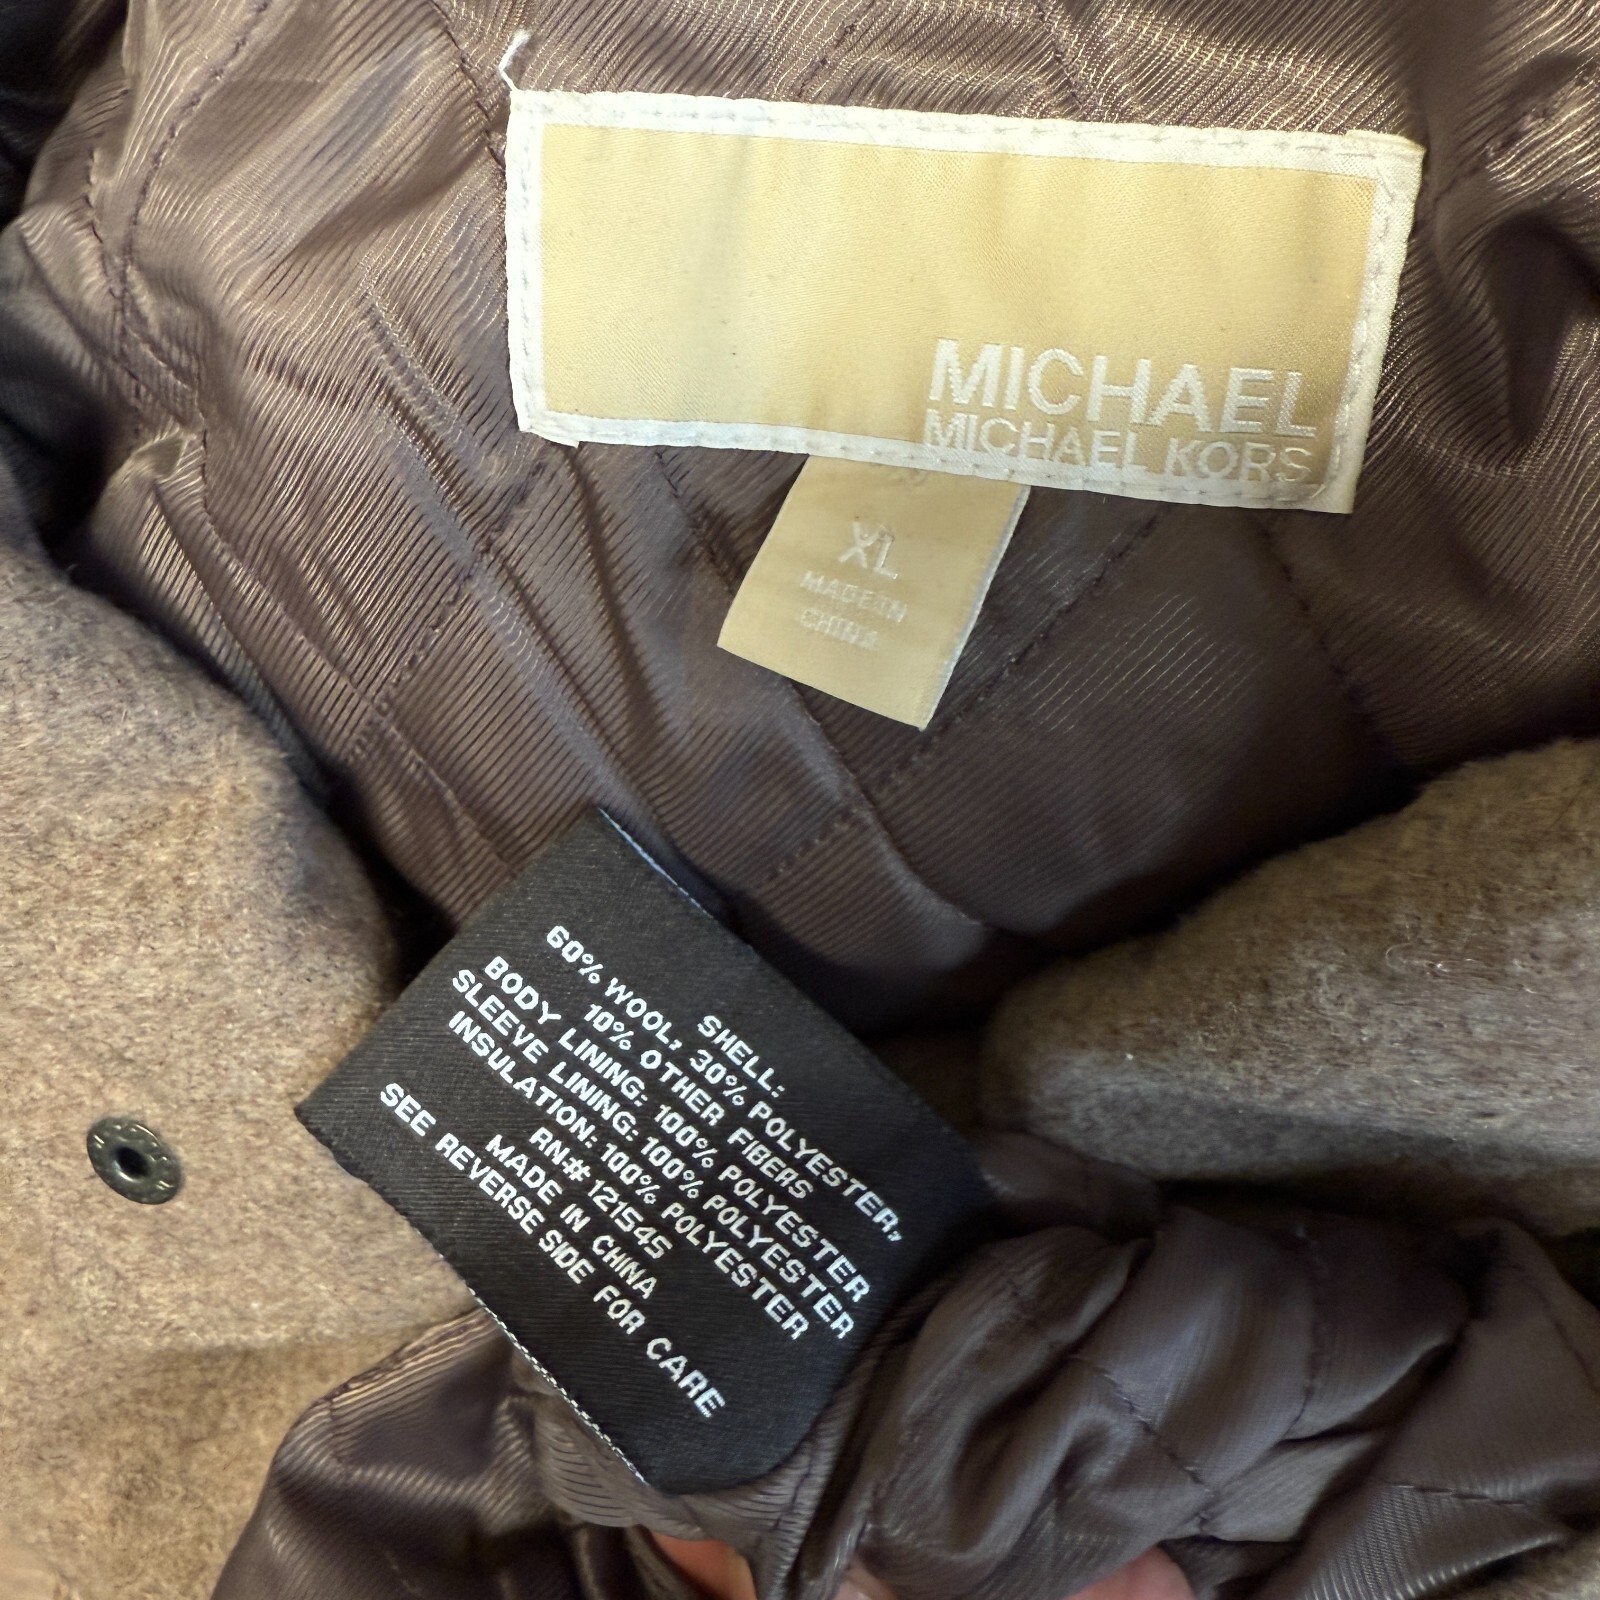 MICHAEL
MICHAEL KORS
XL
MADE IN
CHINA
SHELL:
60% WOOL, 30% POLYESTER,
10% OTHER FIBERS
BODY LINING: 100% POLYESTER
SLEEVE LINING: 100% POLYESTER
INSULATION: 100% POLYESTER
RN# 121545
MADE IN CHINA
SEE REVERSE SIDE FOR CARE